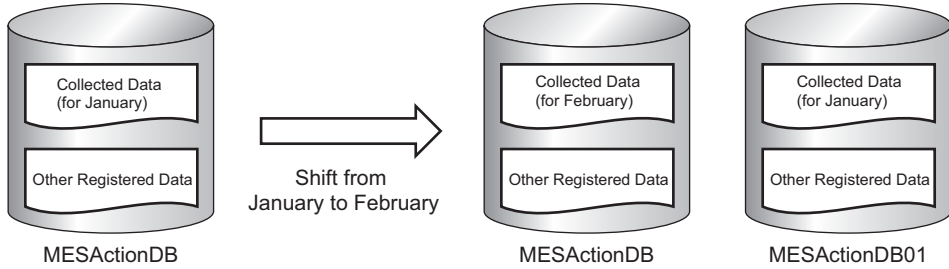 Collected Data
(for January)
Other Registered Data
MESActionDB
Shift from
January to February
Collected Data
(for February)
Other Registered Data
MESActionDB
Collected Data
(for January)
Other Registered Data
MESActionDB01